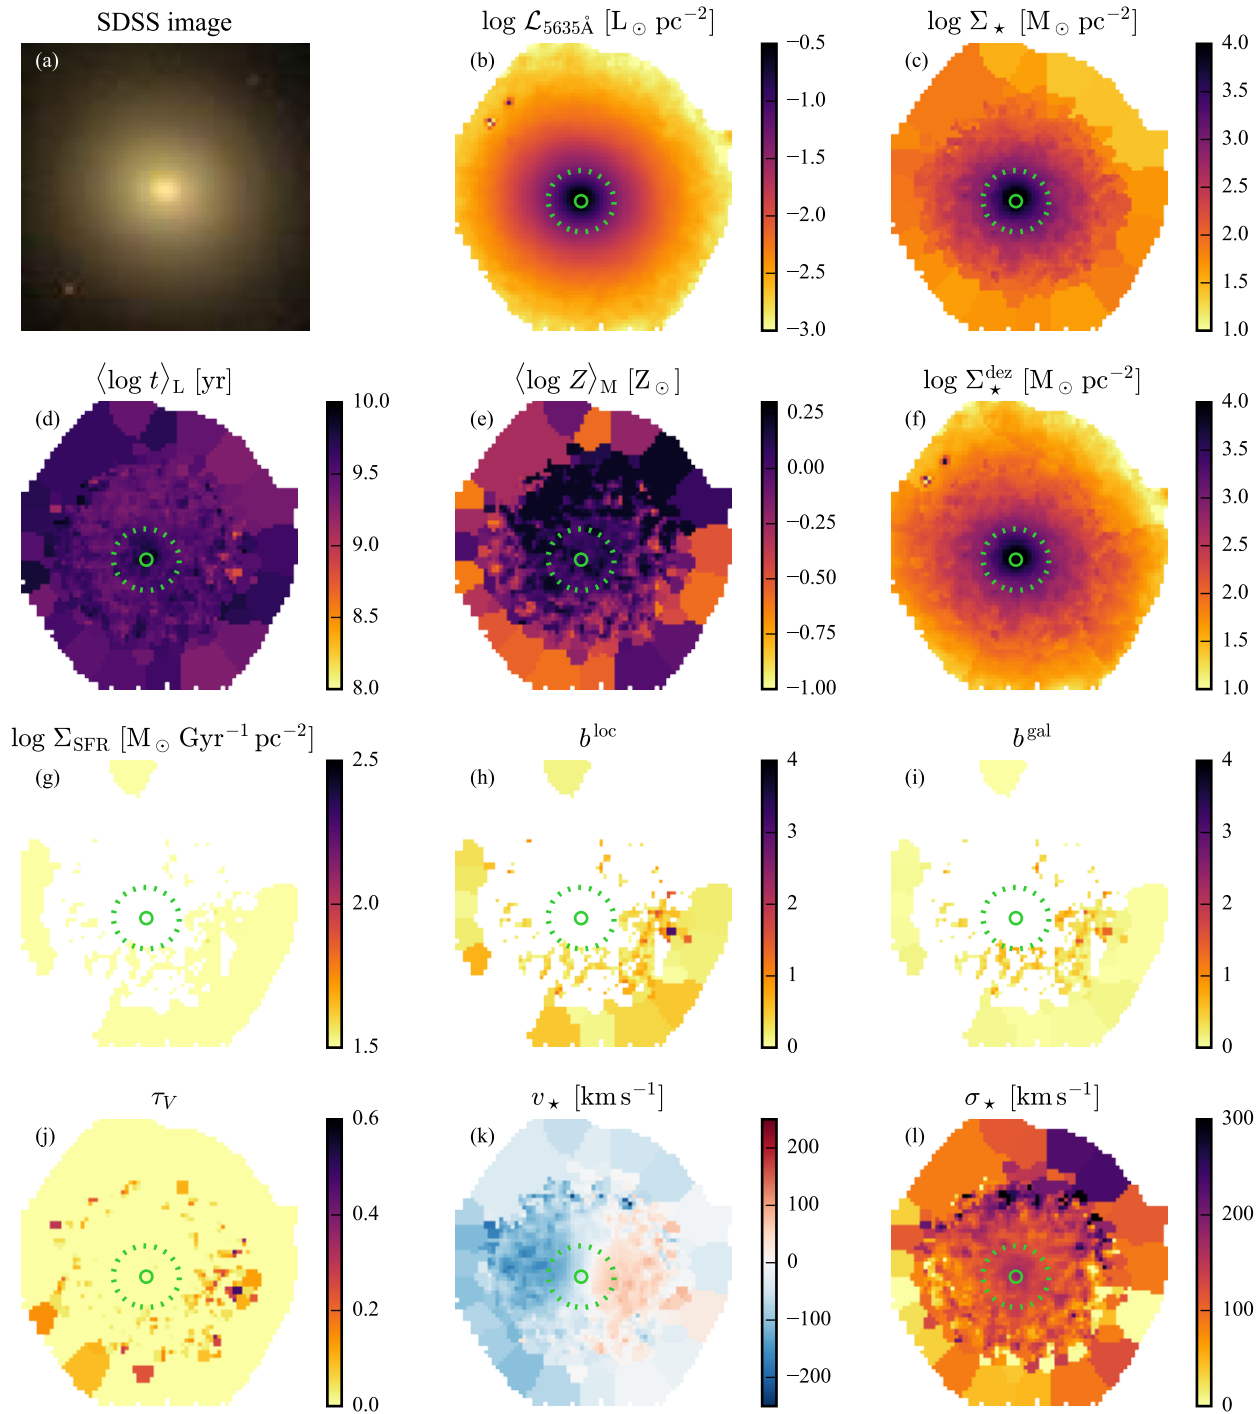 SDSS image
(a)
log ℒ₅₆₃₅Å [L⊙ pc⁻²]
(b)
−0.5
−1.0
−1.5
−2.0
−2.5
−3.0
log Σ⋆ [M⊙ pc⁻²]
(c)
4.0
3.5
3.0
2.5
2.0
1.5
1.0
⟨log t⟩L [yr]
(d)
10.0
9.5
9.0
8.5
8.0
⟨log Z⟩M [Z⊙]
(e)
0.25
0.00
−0.25
−0.50
−0.75
−1.00
log Σ⋆ᵈᵉᶻ [M⊙ pc⁻²]
(f)
4.0
3.5
3.0
2.5
2.0
1.5
1.0
log ΣSFR [M⊙ Gyr⁻¹ pc⁻²]
(g)
2.5
2.0
1.5
bˡᵒᶜ
(h)
4
3
2
1
0
bᵍᵃˡ
(i)
4
3
2
1
0
τV
(j)
0.6
0.4
0.2
0.0
v⋆ [km s⁻¹]
(k)
200
100
0
−100
−200
σ⋆ [km s⁻¹]
(l)
300
200
100
0